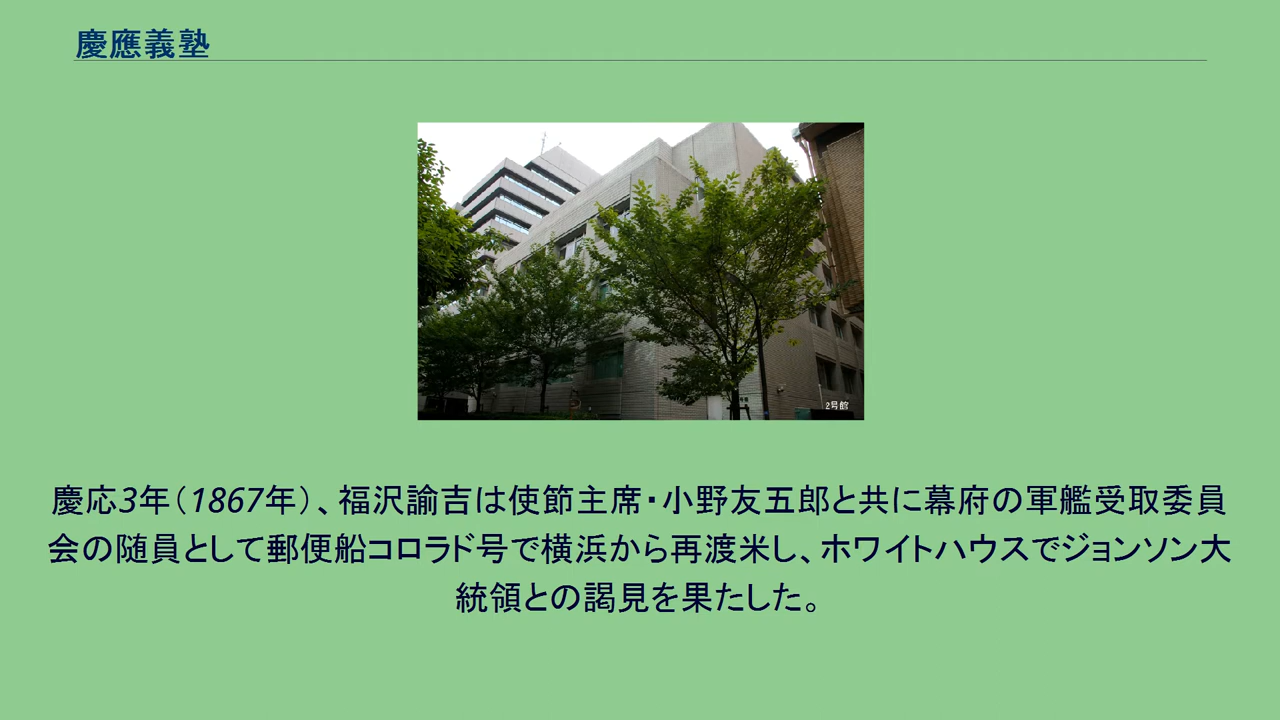 慶應義塾
2号館
慶応3年（1867年）、福沢諭吉は使節主席・小野友五郎と共に幕府の軍艦受取委員
会の随員として郵便船コロラド号で横浜から再渡米し、ホワイトハウスでジョンソン大
統領との謁見を果たした。